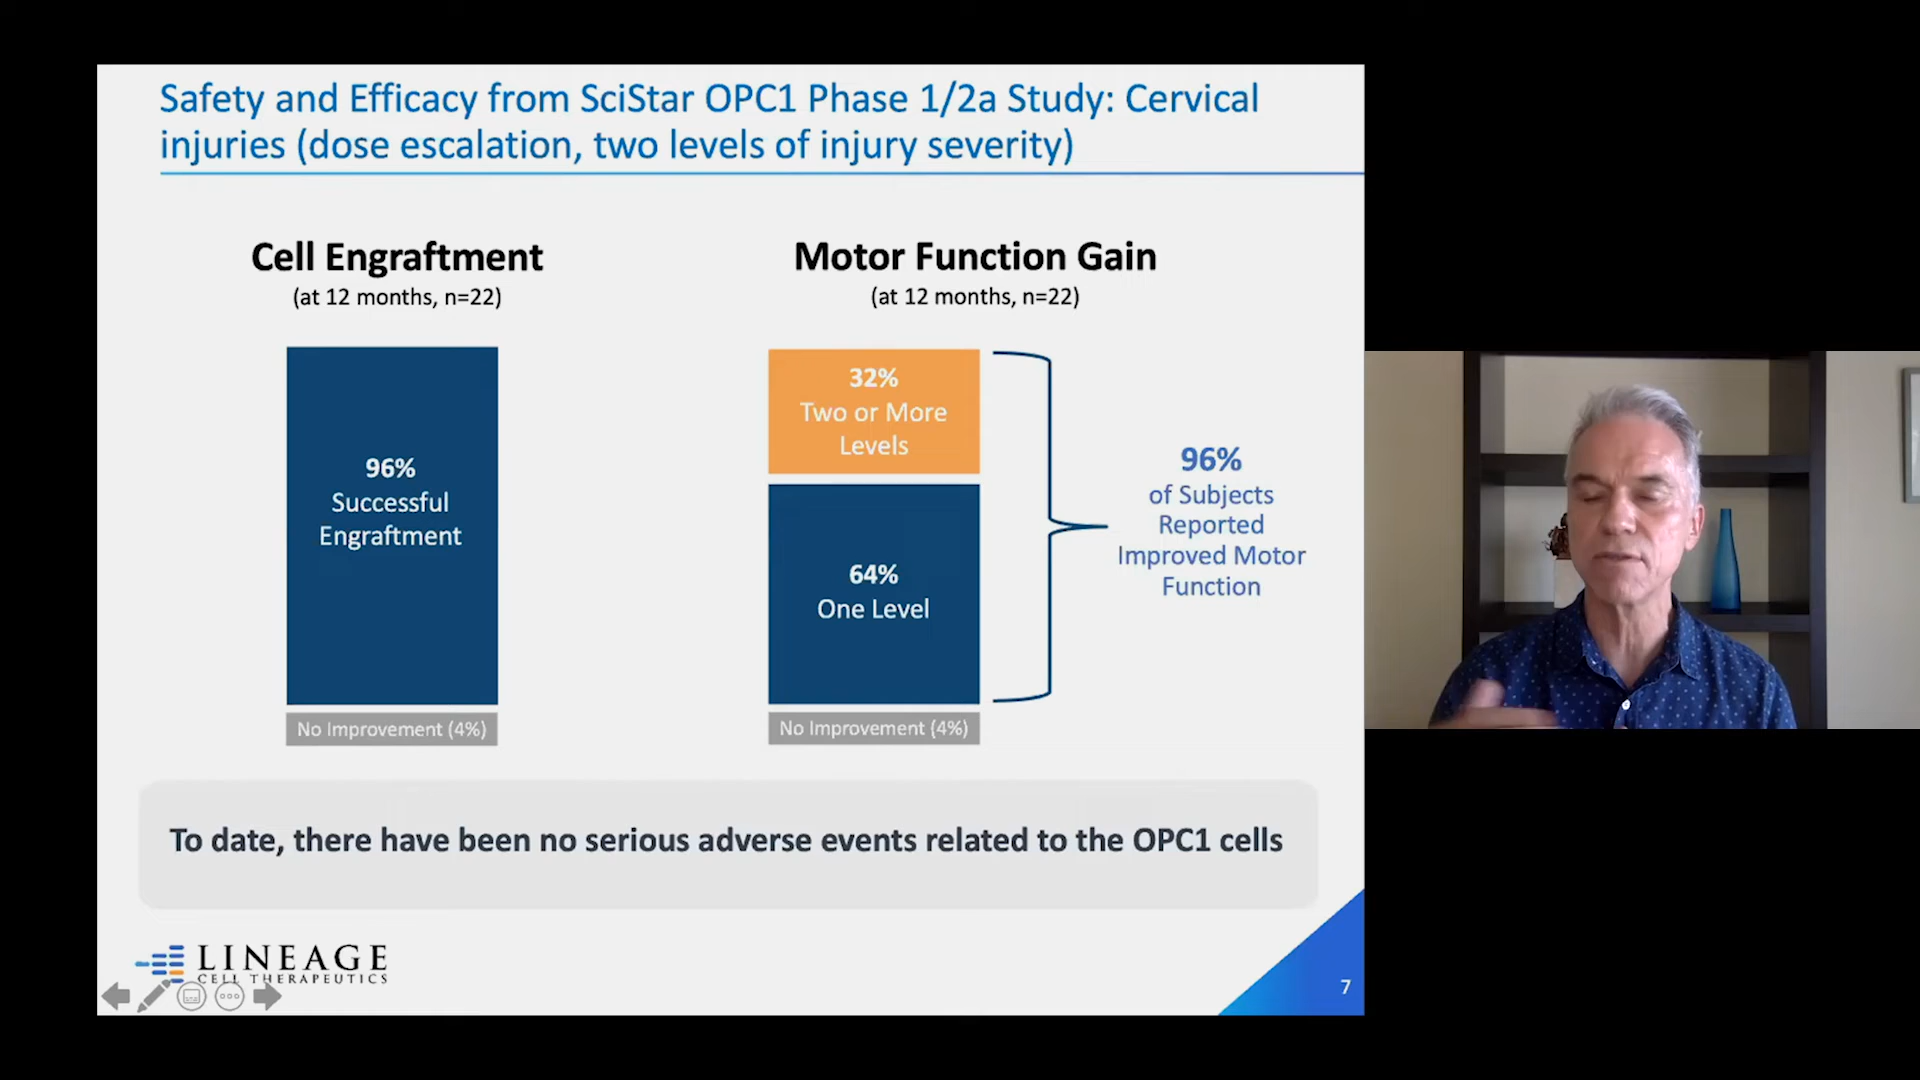 Safety and Efficacy from SciStar OPC1 Phase 1/2a Study: Cervical
injuries (dose escalation, two levels of injury severity)
Cell Engraftment
(at 12 months, n=22)
96%
Successful
Engraftment
No Improvement (4%)
Motor Function Gain
(at 12 months, n=22)
32%
Two or More
Levels
64%
One Level
No Improvement (4%)
96%
of Subjects
Reported
Improved Motor
Function
To date, there have been no serious adverse events related to the OPC1 cells
LINEAGE
CELL THERAPEUTICS
7